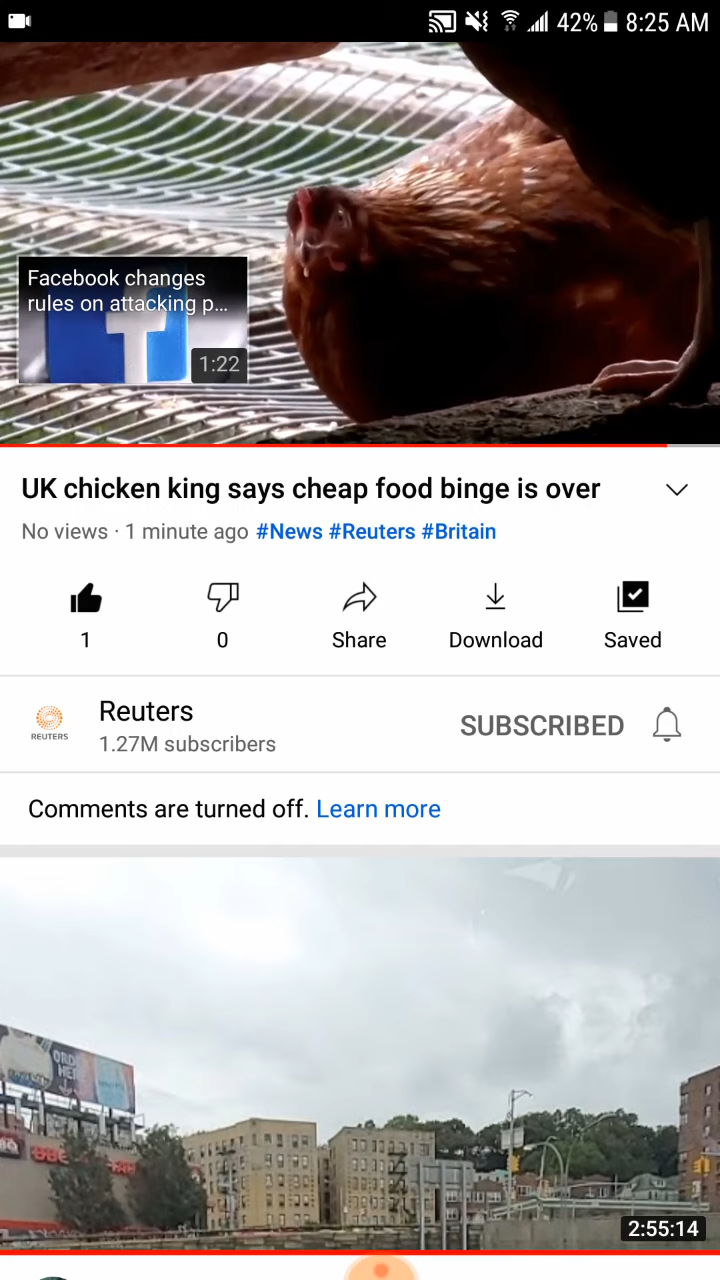 42% 8:25 AM
Facebook changes
rules on attacking p...
1:22
UK chicken king says cheap food binge is over
No views · 1 minute ago #News #Reuters #Britain
1 0 Share Download Saved
Reuters
REUTERS
1.27M subscribers
SUBSCRIBED
Comments are turned off. Learn more
2:55:14